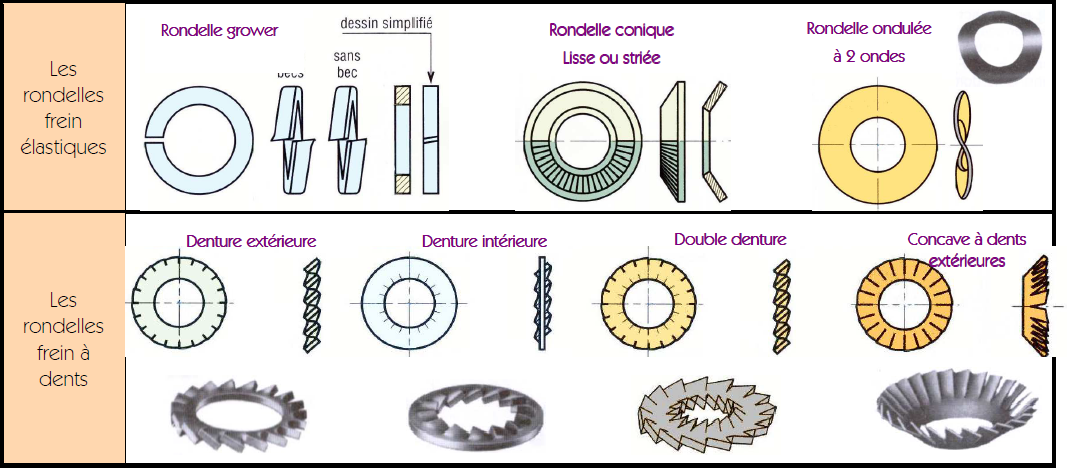 Les
rondelles
frein
élastiques
Rondelle grower
dessin simplifié
sans
bec
becs
Rondelle conique
Lisse ou striée
Rondelle ondulée
à 2 ondes
Les
rondelles
frein à
dents
Denture extérieure
Denture intérieure
Double denture
Concave à dents
extérieures